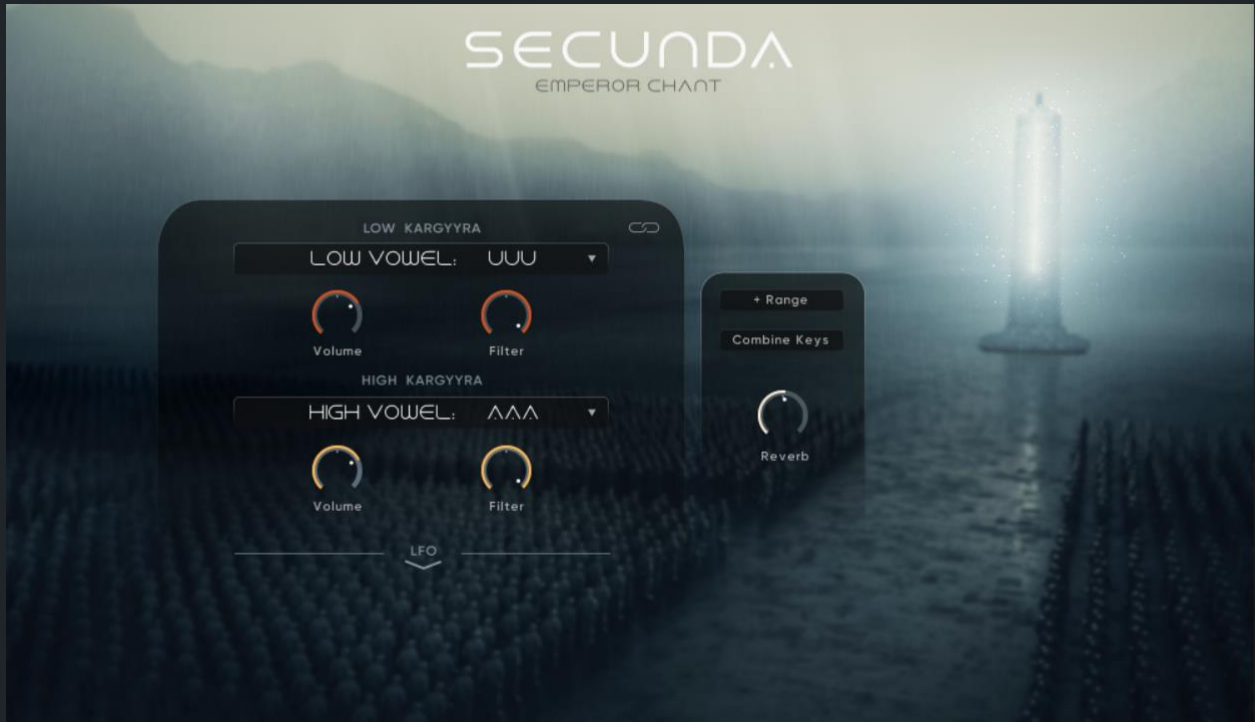 SECUNDA
EMPEROR CHANT
LOW KARGYYRA
LOW VOWEL: UUU
Volume Filter
HIGH KARGYYRA
HIGH VOWEL: AAA
Volume Filter
LFO
+ Range
Combine Keys
Reverb